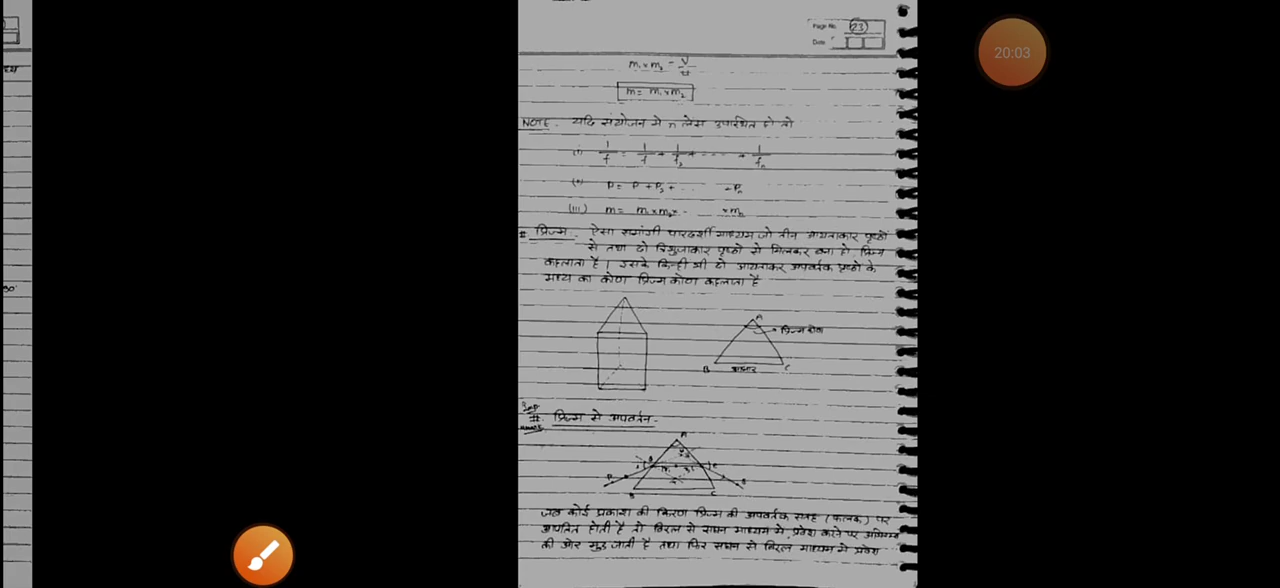 Page No. 23
Date
20:03
m₁ × m₂ = v/u
m = m₁ × m₂
NOTE. यदि संयोजन मे n लेंस उपस्थित हो तो
(i) 1/f = 1/f + 1/f₂ + ---- + 1/fₙ
(ii) P = P + P₂ + .... + Pₙ
(iii) m = m₁ × m₂ × - × mₙ
# प्रिज्म - ऐसा समांगी पारदर्शी माध्यम जो तीन आयताकार पृष्ठों
से तथा दो त्रिभुजाकार पृष्ठो से मिलकर बना हो, प्रिज्म
कहलाता है। इसके किन्ही भी दो आयताकार अपवर्तक पृष्ठो के
मध्य का कोण प्रिज्म कोण कहलाता है
A
प्रिज्म कोण
B आधार C
Imp
#. प्रिज्म से अपवर्तन -
A
P
B C
जब कोई प्रकाश की किरण प्रिज्म की अपवर्तक सतह (फलक) पर
आपतित होती है तो विरल से सघन माध्यम मे प्रवेश करने पर अभिलम्ब
की ओर मुड जाती है तथा फिर सघन से विरल माध्यम मे प्रवेश